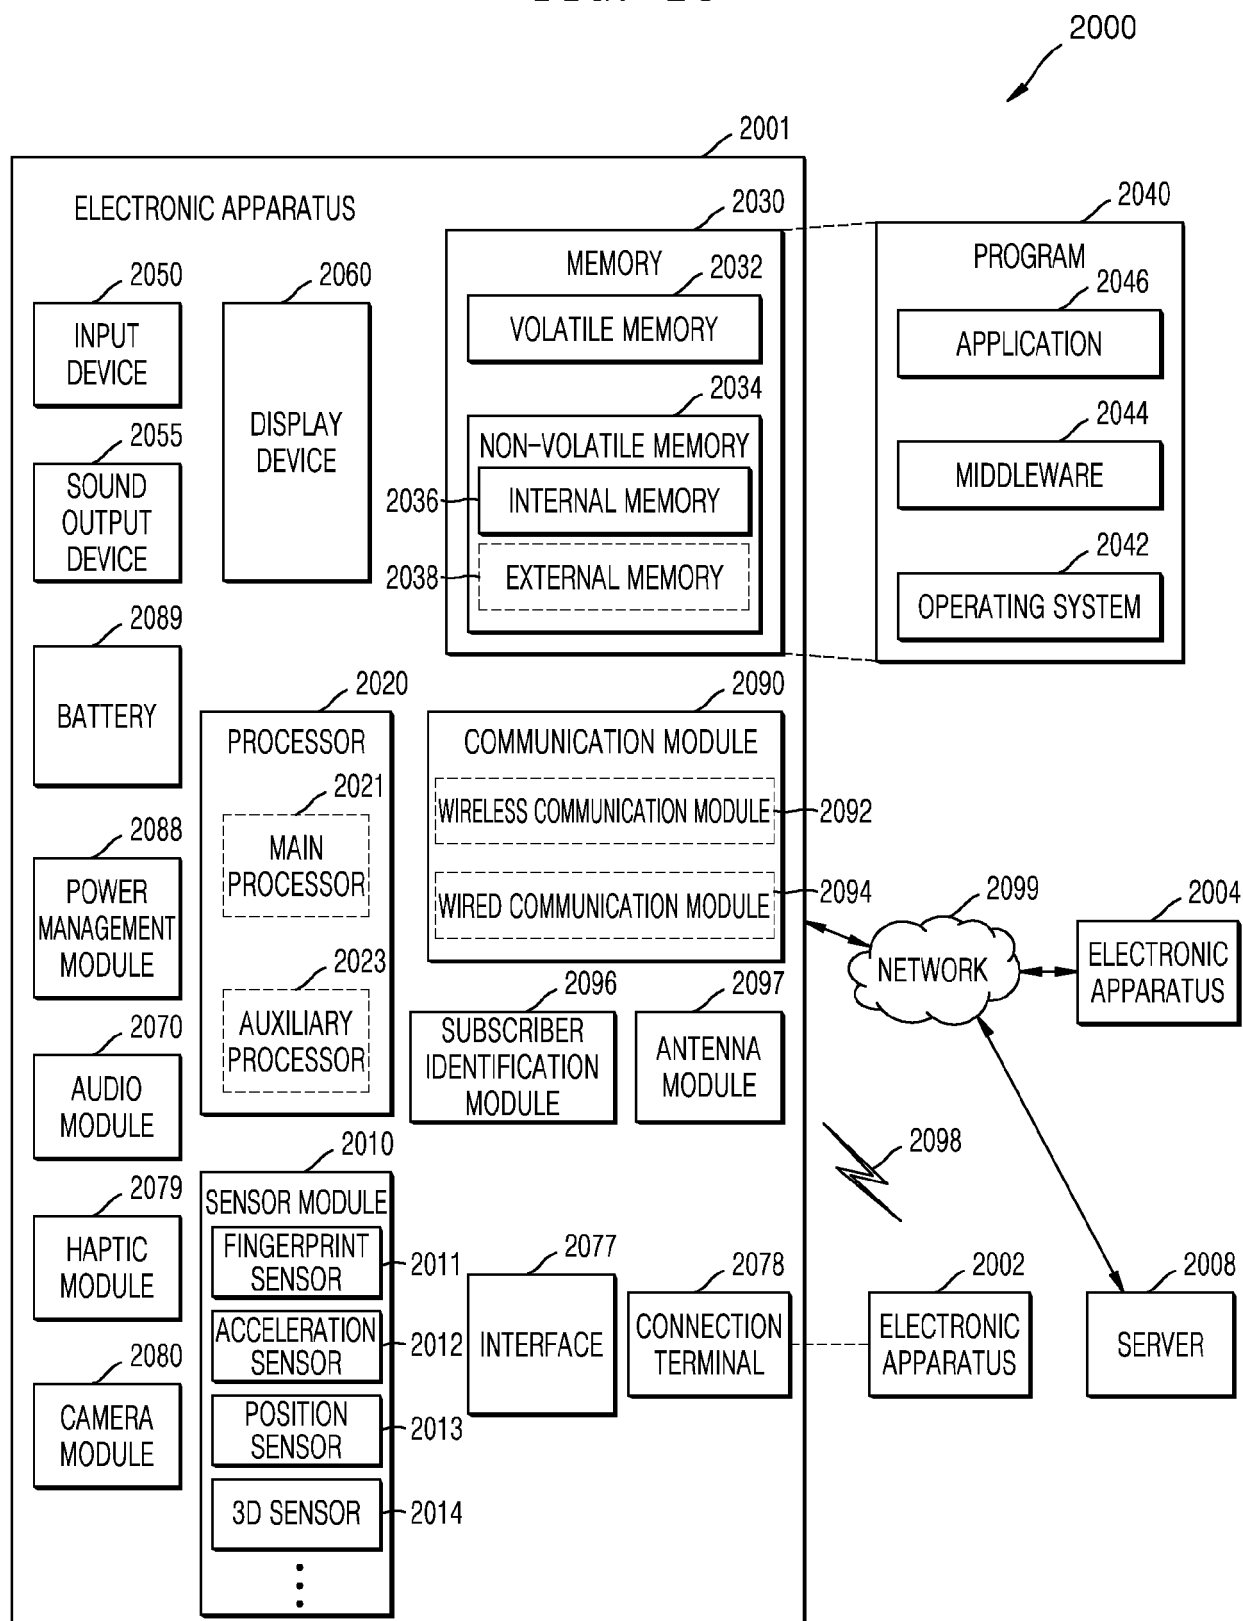 2000
2001
ELECTRONIC APPARATUS
2050
INPUT
DEVICE
2055
SOUND
OUTPUT
DEVICE
2060
DISPLAY
DEVICE
2030
MEMORY
2032
VOLATILE MEMORY
2034
NON-VOLATILE MEMORY
2036
INTERNAL MEMORY
2038
EXTERNAL MEMORY
2040
PROGRAM
2046
APPLICATION
2044
MIDDLEWARE
2042
OPERATING SYSTEM
2089
BATTERY
2088
POWER
MANAGEMENT
MODULE
2070
AUDIO
MODULE
2079
HAPTIC
MODULE
2080
CAMERA
MODULE
2020
PROCESSOR
2021
MAIN
PROCESSOR
2023
AUXILIARY
PROCESSOR
2090
COMMUNICATION MODULE
WIRELESS COMMUNICATION MODULE
2092
WIRED COMMUNICATION MODULE
2094
2096
SUBSCRIBER
IDENTIFICATION
MODULE
2097
ANTENNA
MODULE
2099
NETWORK
2004
ELECTRONIC
APPARATUS
2098
2010
SENSOR MODULE
FINGERPRINT
SENSOR
2011
ACCELERATION
SENSOR
2012
POSITION
SENSOR
2013
3D SENSOR
2014
2077
INTERFACE
2078
CONNECTION
TERMINAL
2002
ELECTRONIC
APPARATUS
2008
SERVER